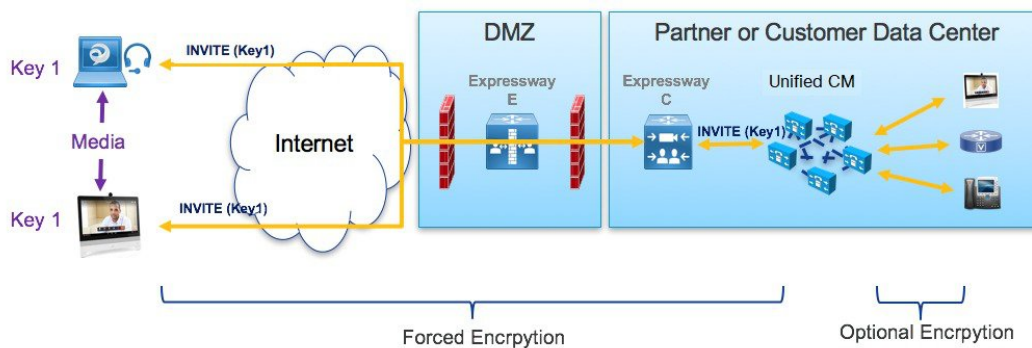 DMZ
Partner or Customer Data Center
INVITE (Key1)
Key 1
Expressway
E
Expressway
C
Unified CM
Media
Internet
INVITE (Key1)
V
INVITE (Key1)
Key 1
Forced Encrpytion
Optional Encrpytion